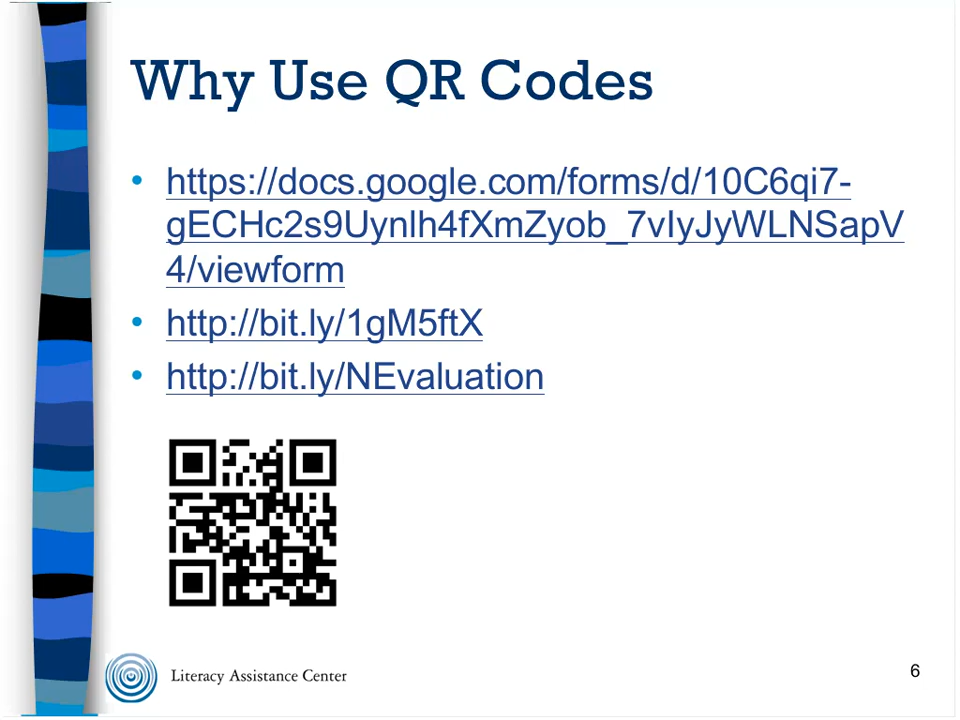 Why Use QR Codes
• https://docs.google.com/forms/d/10C6qi7-
gECHc2s9Uynlh4fXmZyob_7vIyJyWLNSapV
4/viewform
• http://bit.ly/1gM5ftX
• http://bit.ly/NEvaluation
Literacy Assistance Center
6